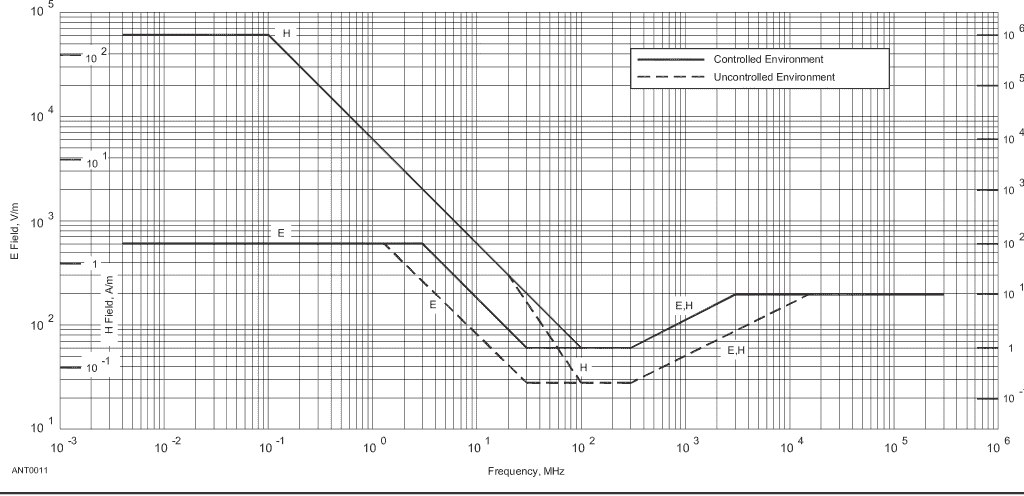 10 5
10 4
10 3
10 2
10 1
E Field, V/m
10 2
10 1
1
10 -1
H Field, A/m
H
E
E
H
E,H
E,H
Controlled Environment
Uncontrolled Environment
10 6
10 5
10 4
10 3
10 2
10 1
1
10 -
10 -3
10 -2
10 -1
10 0
10 1
10 2
10 3
10 4
10 5
10 6
Frequency, MHz
ANT0011